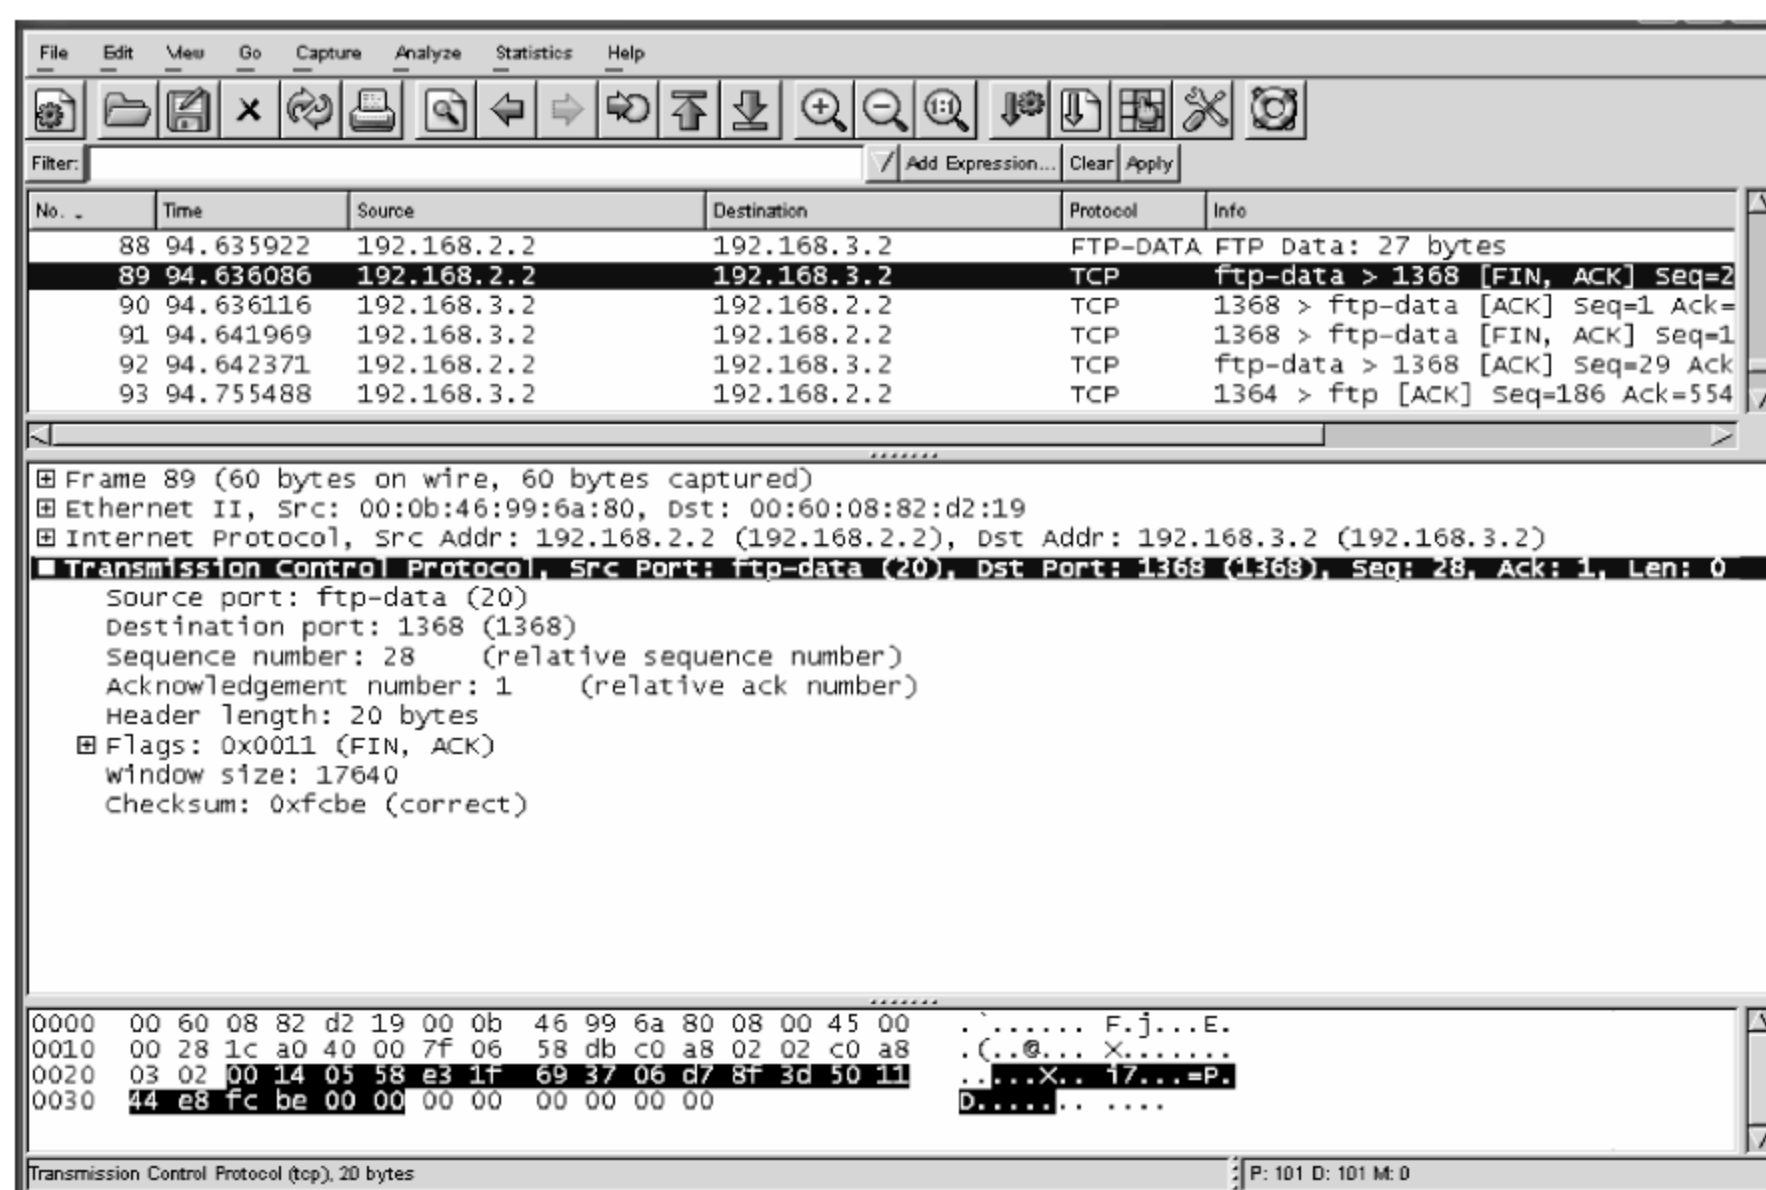 File Edit View Go Capture Analyze Statistics Help
1:1
Filter: Add Expression... Clear Apply
No. . Time Source Destination Protocol Info
88 94.635922 192.168.2.2 192.168.3.2 FTP-DATA FTP Data: 27 bytes
89 94.636086 192.168.2.2 192.168.3.2 TCP ftp-data > 1368 [FIN, ACK] Seq=2
90 94.636116 192.168.3.2 192.168.2.2 TCP 1368 > ftp-data [ACK] Seq=1 Ack=
91 94.641969 192.168.3.2 192.168.2.2 TCP 1368 > ftp-data [FIN, ACK] Seq=1
92 94.642371 192.168.2.2 192.168.3.2 TCP ftp-data > 1368 [ACK] Seq=29 Ack
93 94.755488 192.168.3.2 192.168.2.2 TCP 1364 > ftp [ACK] Seq=186 Ack=554
Frame 89 (60 bytes on wire, 60 bytes captured)
Ethernet II, Src: 00:0b:46:99:6a:80, Dst: 00:60:08:82:d2:19
Internet Protocol, Src Addr: 192.168.2.2 (192.168.2.2), Dst Addr: 192.168.3.2 (192.168.3.2)
Transmission Control Protocol, Src Port: ftp-data (20), Dst Port: 1368 (1368), Seq: 28, Ack: 1, Len: 0
Source port: ftp-data (20)
Destination port: 1368 (1368)
Sequence number: 28 (relative sequence number)
Acknowledgement number: 1 (relative ack number)
Header length: 20 bytes
Flags: 0x0011 (FIN, ACK)
Window size: 17640
Checksum: 0xfcbe (correct)
0000 00 60 08 82 d2 19 00 0b 46 99 6a 80 08 00 45 00 .`...... F.j...E.
0010 00 28 1c a0 40 00 7f 06 58 db c0 a8 02 02 c0 a8 .(..@... X.......
0020 03 02 00 14 05 58 e3 1f 69 37 06 d7 8f 3d 50 11 .....X.. i7...=P.
0030 44 e8 fc be 00 00 00 00 00 00 00 00 D....... ....
Transmission Control Protocol (tcp), 20 bytes P: 101 D: 101 M: 0